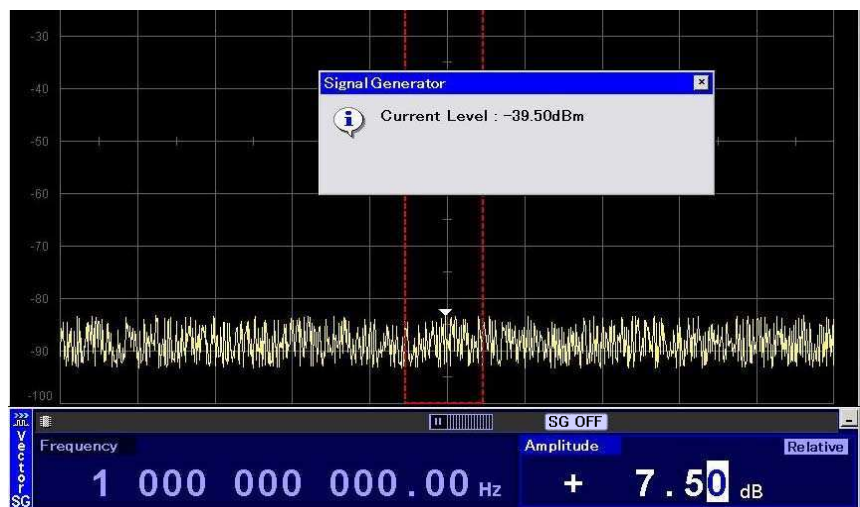 -30
-40
-50
-60
-70
-80
-90
-100
Signal Generator
Current Level : -39.50dBm
SG OFF
Vector SG
Frequency
1 000 000 000.00 Hz
Amplitude
Relative
+ 7.50 dB